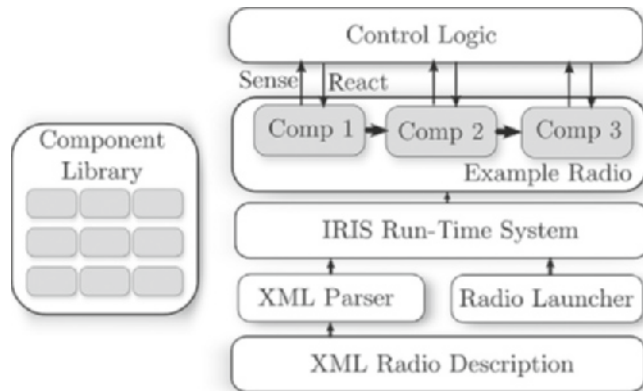 Control Logic
Sense
React
Comp 1
Comp 2
Comp 3
Example Radio
Component
Library
IRIS Run-Time System
XML Parser
Radio Launcher
XML Radio Description